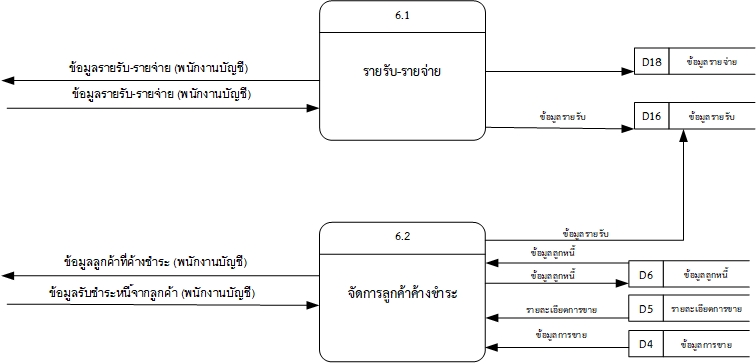 6.1
รายรับ-รายจ่าย
ข้อมูลรายรับ-รายจ่าย (พนักงานบัญชี)
ข้อมูลรายรับ-รายจ่าย (พนักงานบัญชี)
D18 ข้อมูลรายจ่าย
ข้อมูลรายรับ
D16 ข้อมูลรายรับ
6.2
จัดการลูกค้าค้างชำระ
ข้อมูลลูกค้าที่ค้างชำระ (พนักงานบัญชี)
ข้อมูลรับชำระหนี้จากลูกค้า (พนักงานบัญชี)
ข้อมูลรายรับ
ข้อมูลลูกหนี้
ข้อมูลลูกหนี้
D6 ข้อมูลลูกหนี้
รายละเอียดการขาย
D5 รายละเอียดการขาย
ข้อมูลการขาย
D4 ข้อมูลการขาย